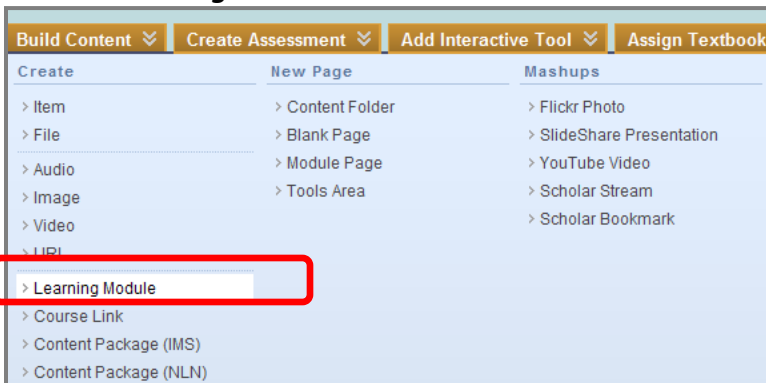 Build Content Create Assessment Add Interactive Tool Assign Textbook
Create
> Item
> File
> Audio
> Image
> Video
> URL
> Learning Module
> Course Link
> Content Package (IMS)
> Content Package (NLN)
New Page
> Content Folder
> Blank Page
> Module Page
> Tools Area
Mashups
> Flickr Photo
> SlideShare Presentation
> YouTube Video
> Scholar Stream
> Scholar Bookmark